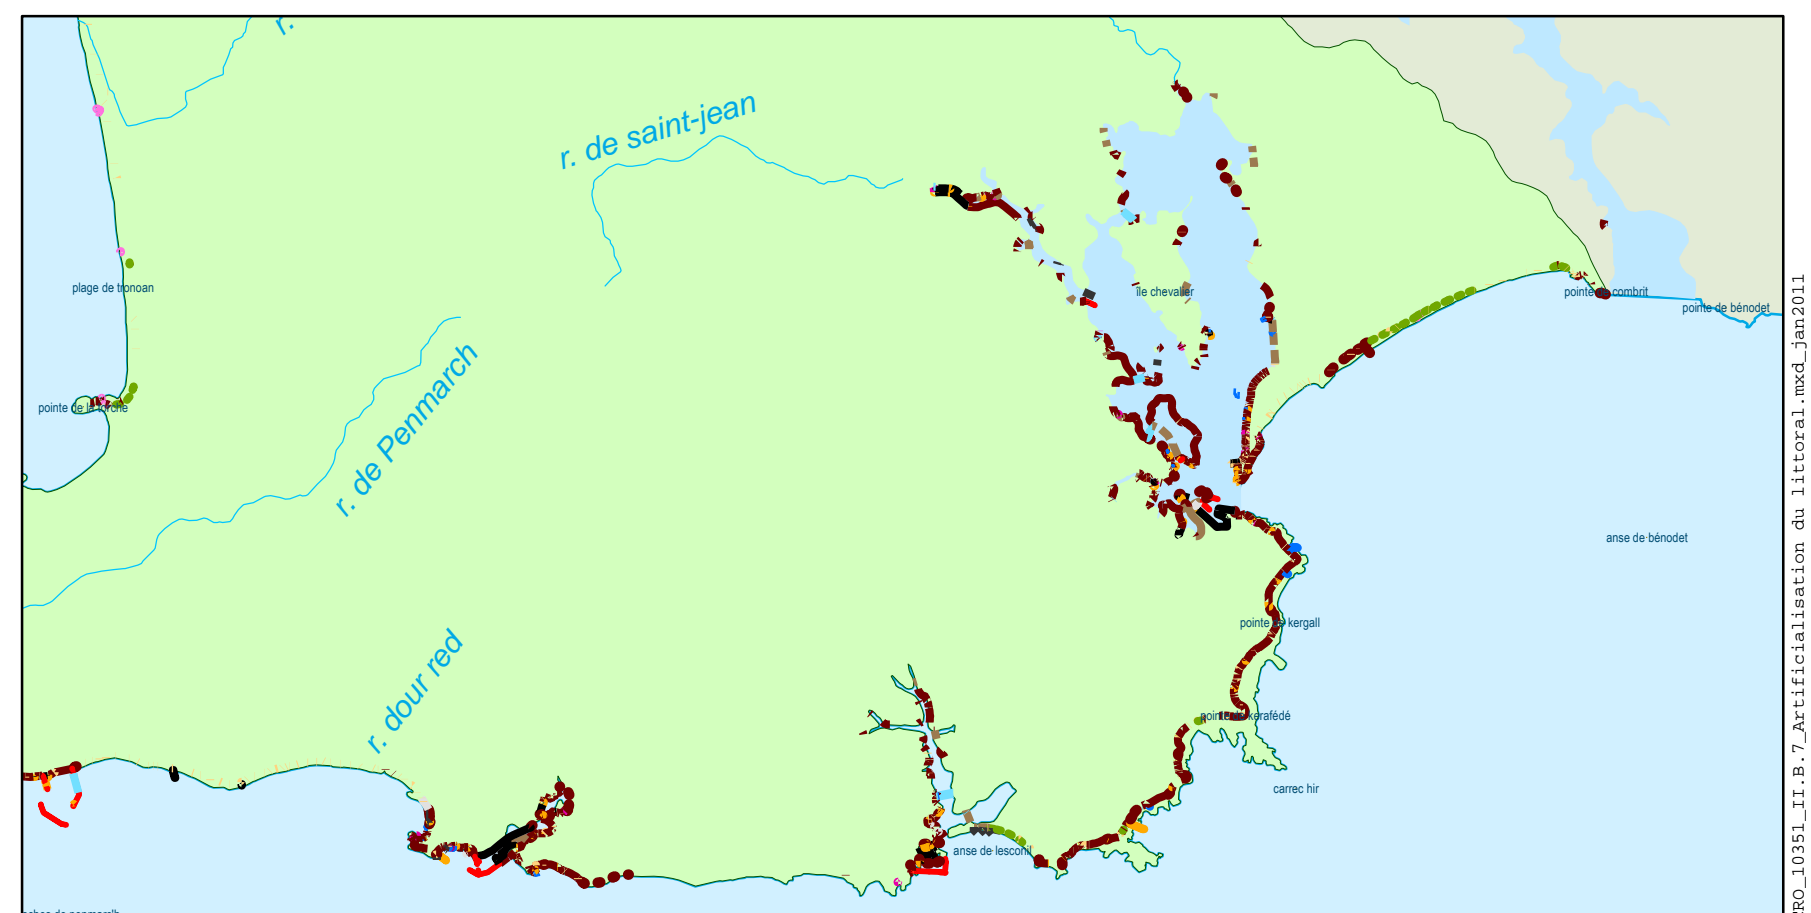 r.
r. de saint-jean
plage de tronoan
île chevalier
pointe de combrit
pointe de bénodet
pointe de la torche
r. de Penmarch
anse de bénodet
pointe de kergall
r. dour red
pointe de kerafédé
carrec hir
anse de lesconil
10351_II.B.7_Artificialisation du littoral.mxd_jan2011